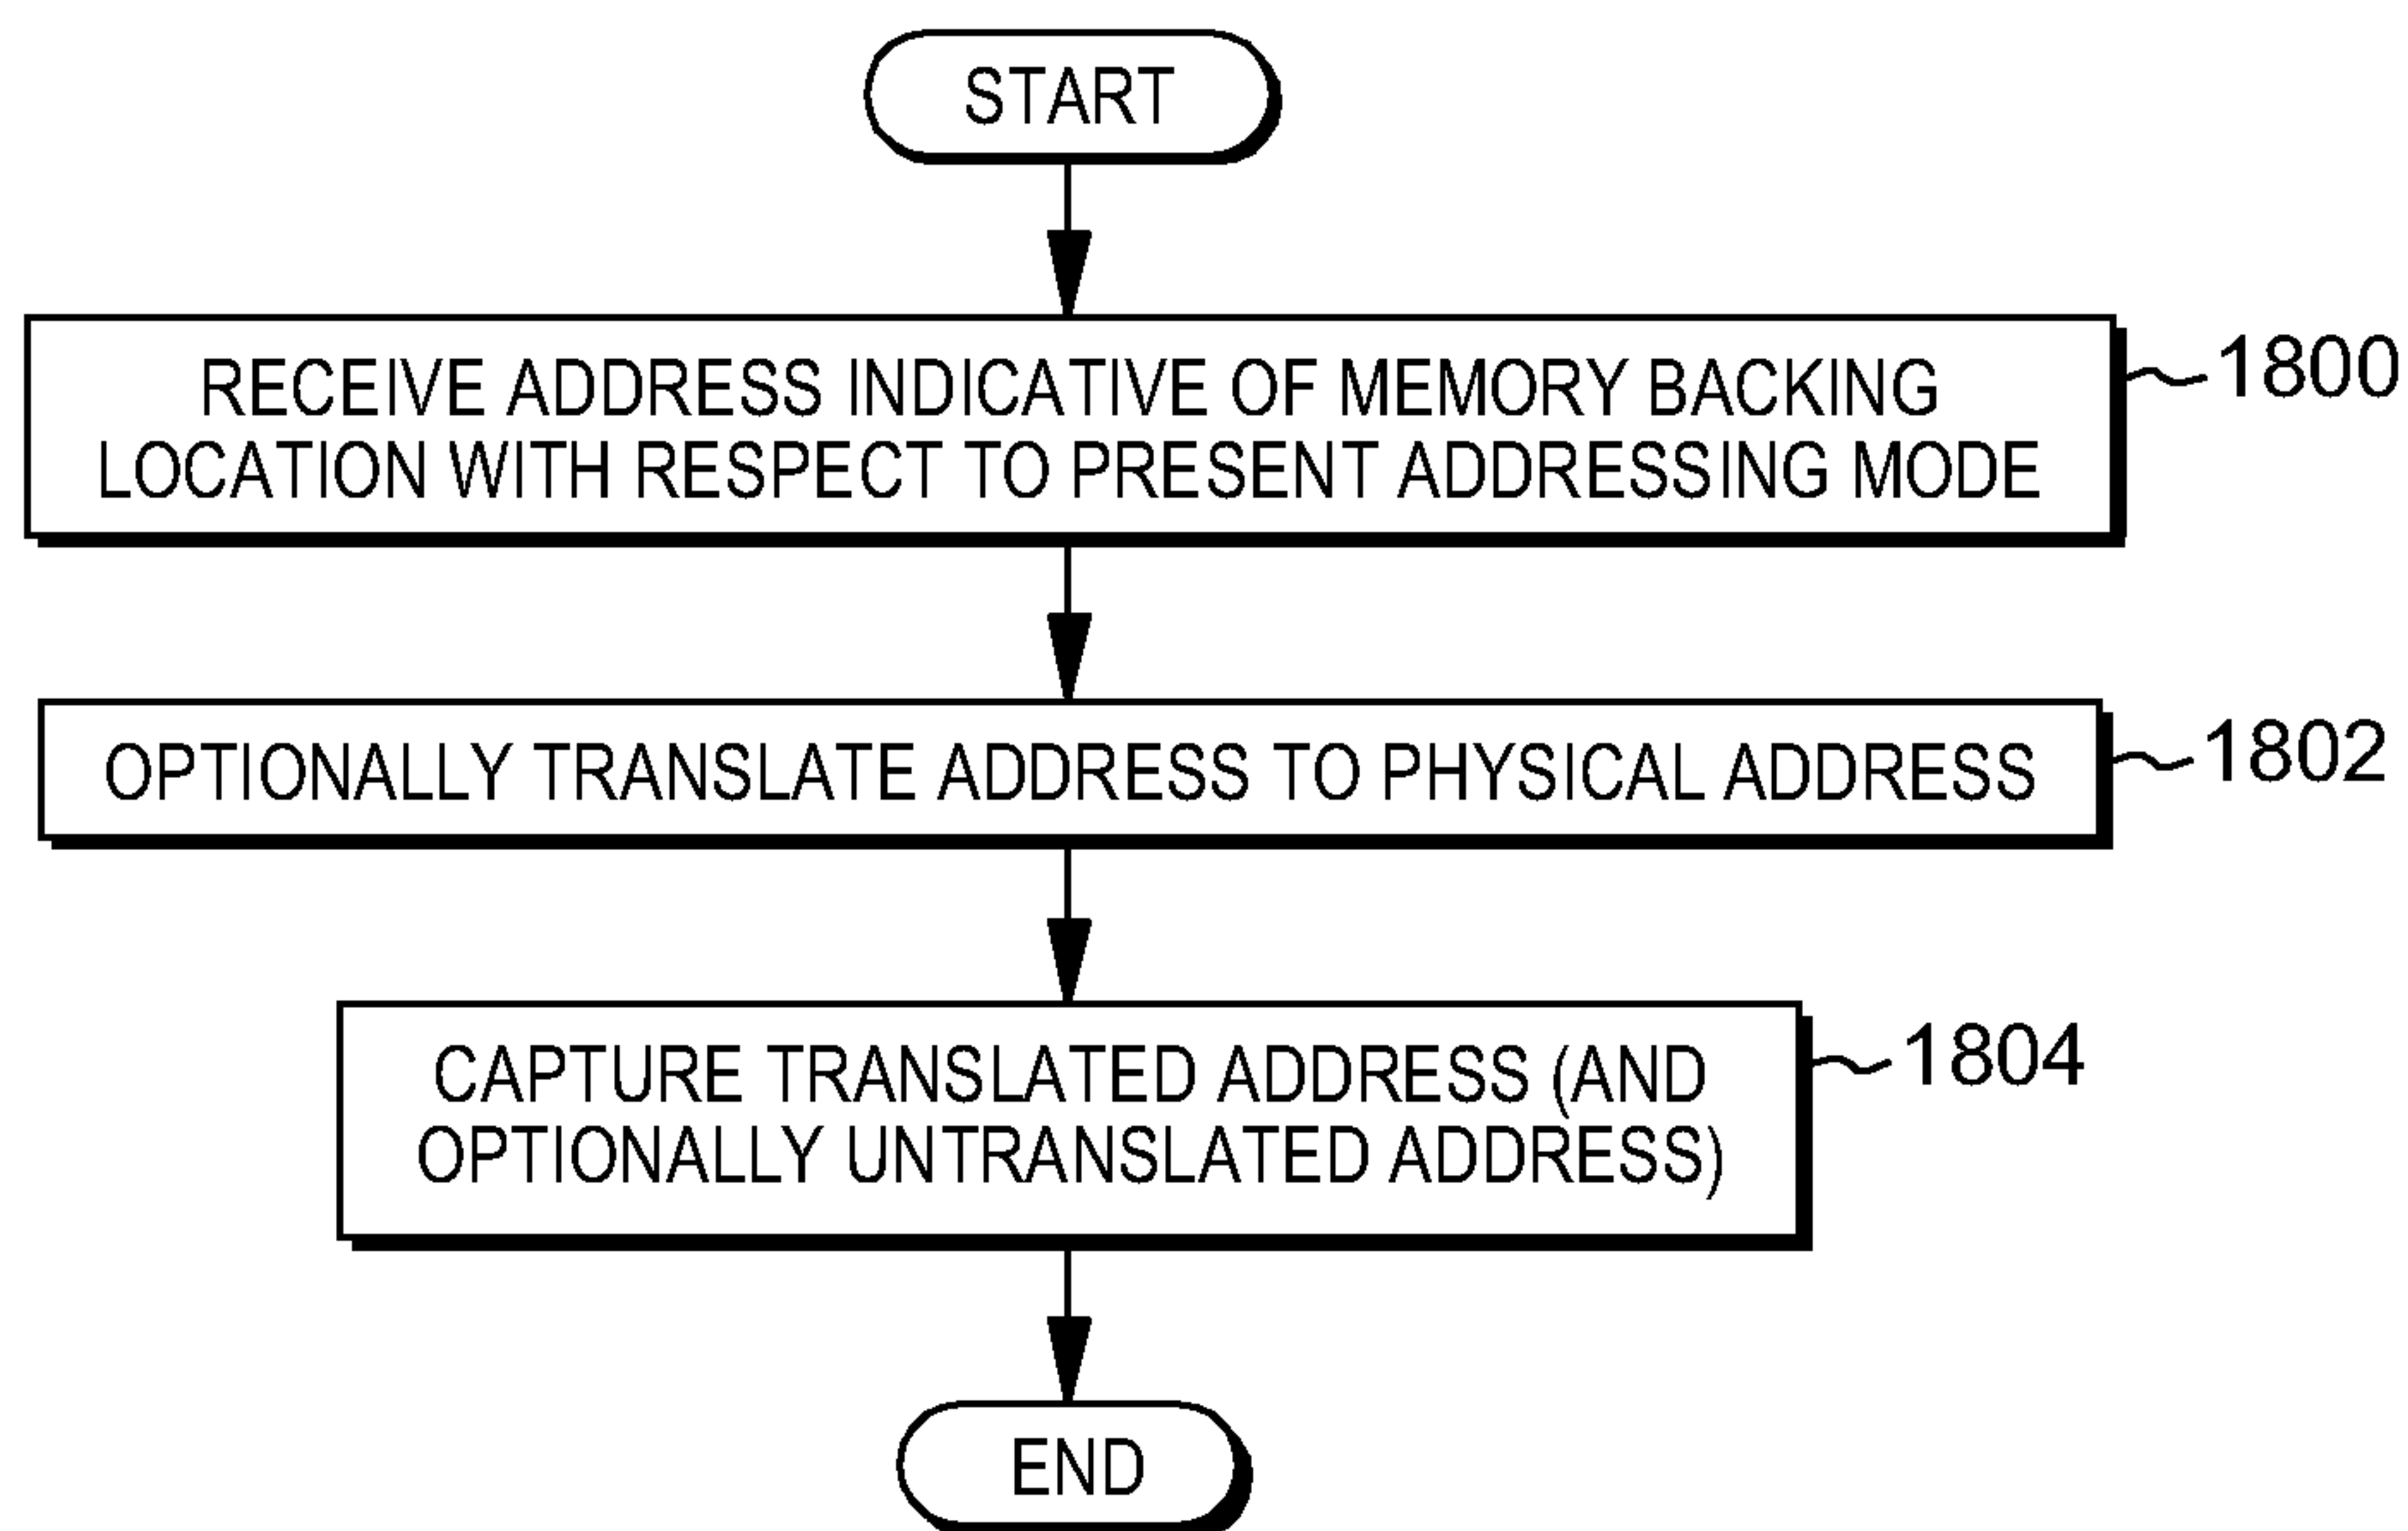 START
RECEIVE ADDRESS INDICATIVE OF MEMORY BACKING
LOCATION WITH RESPECT TO PRESENT ADDRESSING MODE
1800
OPTIONALLY TRANSLATE ADDRESS TO PHYSICAL ADDRESS
1802
CAPTURE TRANSLATED ADDRESS (AND
OPTIONALLY UNTRANSLATED ADDRESS)
1804
END